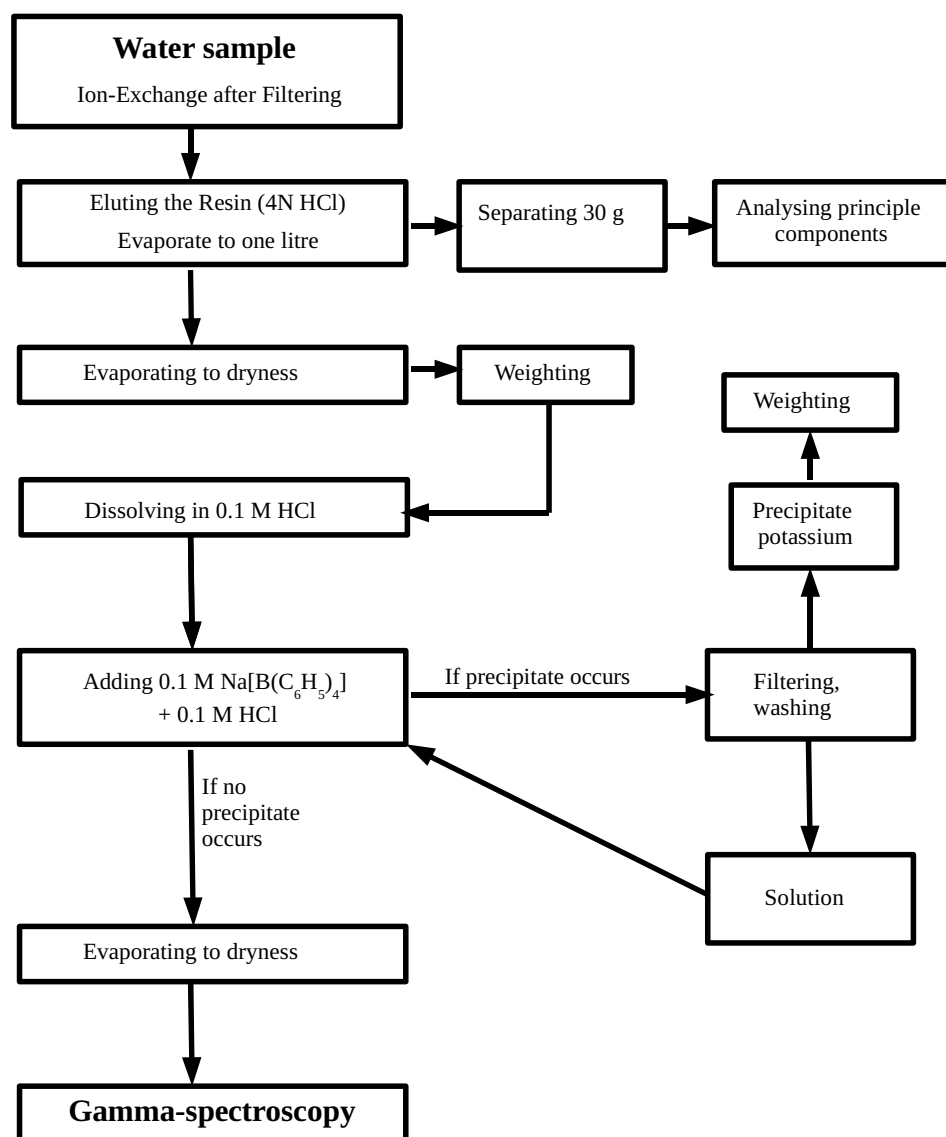 Water sample
Ion-Exchange after Filtering
Eluting the Resin (4N HCl)
Evaporate to one litre
Separating 30 g
Analysing principle
components
Evaporating to dryness
Weighting
Weighting
Dissolving in 0.1 M HCl
Precipitate
potassium
Adding 0.1 M Na[B(C₆H₅)₄]
+ 0.1 M HCl
If precipitate occurs
Filtering,
washing
If no
precipitate
occurs
Solution
Evaporating to dryness
Gamma-spectroscopy